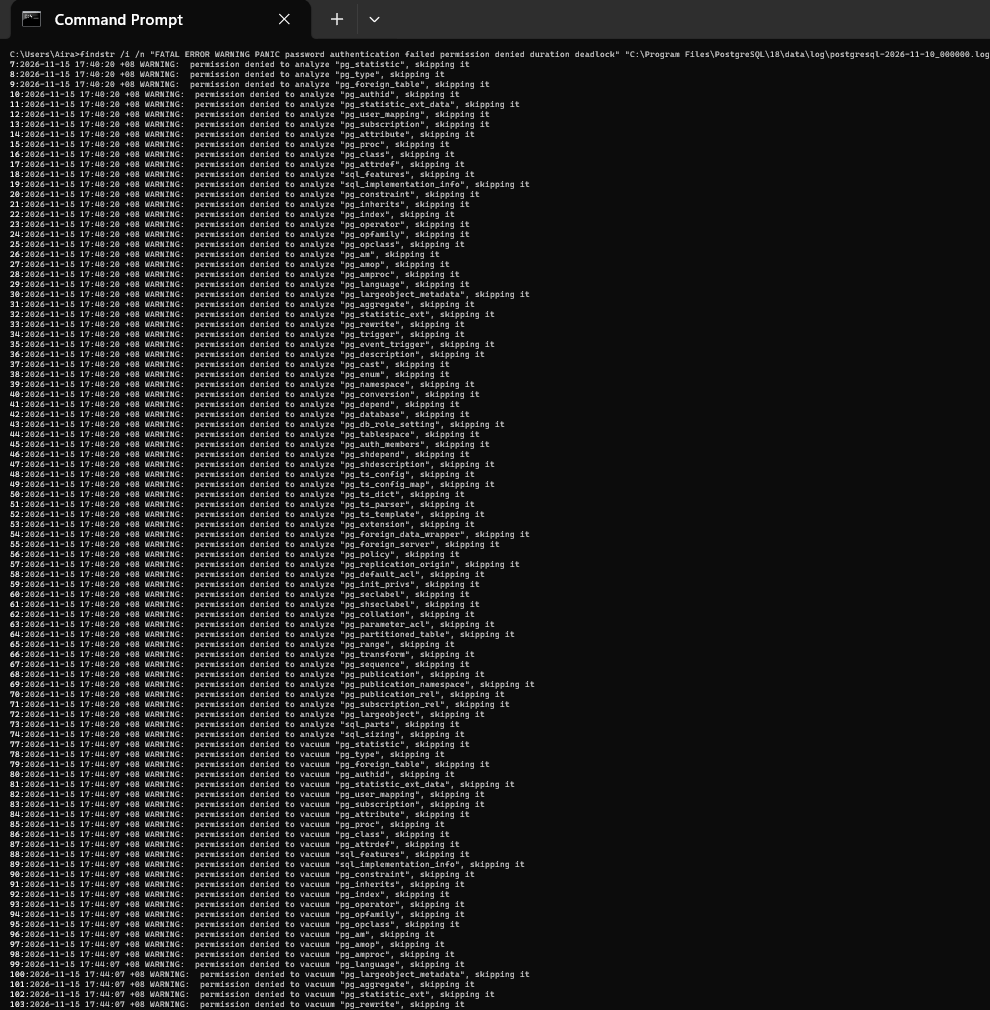 Command Prompt
C:\Users\Aira>findstr /i /n "FATAL ERROR WARNING PANIC password authentication failed permission denied duration deadlock" "C:\Program Files\PostgreSQL\18\data\log\postgresql-2026-11-10_000000.log
7:2026-11-15 17:40:20 +08 WARNING:  permission denied to analyze "pg_statistic", skipping it
8:2026-11-15 17:40:20 +08 WARNING:  permission denied to analyze "pg_type", skipping it
9:2026-11-15 17:40:20 +08 WARNING:  permission denied to analyze "pg_foreign_table", skipping it
10:2026-11-15 17:40:20 +08 WARNING:  permission denied to analyze "pg_authid", skipping it
11:2026-11-15 17:40:20 +08 WARNING:  permission denied to analyze "pg_statistic_ext_data", skipping it
12:2026-11-15 17:40:20 +08 WARNING:  permission denied to analyze "pg_user_mapping", skipping it
13:2026-11-15 17:40:20 +08 WARNING:  permission denied to analyze "pg_subscription", skipping it
14:2026-11-15 17:40:20 +08 WARNING:  permission denied to analyze "pg_attribute", skipping it
15:2026-11-15 17:40:20 +08 WARNING:  permission denied to analyze "pg_proc", skipping it
16:2026-11-15 17:40:20 +08 WARNING:  permission denied to analyze "pg_class", skipping it
17:2026-11-15 17:40:20 +08 WARNING:  permission denied to analyze "pg_attrdef", skipping it
18:2026-11-15 17:40:20 +08 WARNING:  permission denied to analyze "sql_features", skipping it
19:2026-11-15 17:40:20 +08 WARNING:  permission denied to analyze "sql_implementation_info", skipping it
20:2026-11-15 17:40:20 +08 WARNING:  permission denied to analyze "pg_constraint", skipping it
21:2026-11-15 17:40:20 +08 WARNING:  permission denied to analyze "pg_inherits", skipping it
22:2026-11-15 17:40:20 +08 WARNING:  permission denied to analyze "pg_index", skipping it
23:2026-11-15 17:40:20 +08 WARNING:  permission denied to analyze "pg_operator", skipping it
24:2026-11-15 17:40:20 +08 WARNING:  permission denied to analyze "pg_opfamily", skipping it
25:2026-11-15 17:40:20 +08 WARNING:  permission denied to analyze "pg_opclass", skipping it
26:2026-11-15 17:40:20 +08 WARNING:  permission denied to analyze "pg_am", skipping it
27:2026-11-15 17:40:20 +08 WARNING:  permission denied to analyze "pg_amop", skipping it
28:2026-11-15 17:40:20 +08 WARNING:  permission denied to analyze "pg_amproc", skipping it
29:2026-11-15 17:40:20 +08 WARNING:  permission denied to analyze "pg_language", skipping it
30:2026-11-15 17:40:20 +08 WARNING:  permission denied to analyze "pg_largeobject_metadata", skipping it
31:2026-11-15 17:40:20 +08 WARNING:  permission denied to analyze "pg_aggregate", skipping it
32:2026-11-15 17:40:20 +08 WARNING:  permission denied to analyze "pg_statistic_ext", skipping it
33:2026-11-15 17:40:20 +08 WARNING:  permission denied to analyze "pg_rewrite", skipping it
34:2026-11-15 17:40:20 +08 WARNING:  permission denied to analyze "pg_trigger", skipping it
35:2026-11-15 17:40:20 +08 WARNING:  permission denied to analyze "pg_event_trigger", skipping it
36:2026-11-15 17:40:20 +08 WARNING:  permission denied to analyze "pg_description", skipping it
37:2026-11-15 17:40:20 +08 WARNING:  permission denied to analyze "pg_cast", skipping it
38:2026-11-15 17:40:20 +08 WARNING:  permission denied to analyze "pg_enum", skipping it
39:2026-11-15 17:40:20 +08 WARNING:  permission denied to analyze "pg_namespace", skipping it
40:2026-11-15 17:40:20 +08 WARNING:  permission denied to analyze "pg_conversion", skipping it
41:2026-11-15 17:40:20 +08 WARNING:  permission denied to analyze "pg_depend", skipping it
42:2026-11-15 17:40:20 +08 WARNING:  permission denied to analyze "pg_database", skipping it
43:2026-11-15 17:40:20 +08 WARNING:  permission denied to analyze "pg_db_role_setting", skipping it
44:2026-11-15 17:40:20 +08 WARNING:  permission denied to analyze "pg_tablespace", skipping it
45:2026-11-15 17:40:20 +08 WARNING:  permission denied to analyze "pg_auth_members", skipping it
46:2026-11-15 17:40:20 +08 WARNING:  permission denied to analyze "pg_shdepend", skipping it
47:2026-11-15 17:40:20 +08 WARNING:  permission denied to analyze "pg_shdescription", skipping it
48:2026-11-15 17:40:20 +08 WARNING:  permission denied to analyze "pg_ts_config", skipping it
49:2026-11-15 17:40:20 +08 WARNING:  permission denied to analyze "pg_ts_config_map", skipping it
50:2026-11-15 17:40:20 +08 WARNING:  permission denied to analyze "pg_ts_dict", skipping it
51:2026-11-15 17:40:20 +08 WARNING:  permission denied to analyze "pg_ts_parser", skipping it
52:2026-11-15 17:40:20 +08 WARNING:  permission denied to analyze "pg_ts_template", skipping it
53:2026-11-15 17:40:20 +08 WARNING:  permission denied to analyze "pg_extension", skipping it
54:2026-11-15 17:40:20 +08 WARNING:  permission denied to analyze "pg_foreign_data_wrapper", skipping it
55:2026-11-15 17:40:20 +08 WARNING:  permission denied to analyze "pg_foreign_server", skipping it
56:2026-11-15 17:40:20 +08 WARNING:  permission denied to analyze "pg_policy", skipping it
57:2026-11-15 17:40:20 +08 WARNING:  permission denied to analyze "pg_replication_origin", skipping it
58:2026-11-15 17:40:20 +08 WARNING:  permission denied to analyze "pg_default_acl", skipping it
59:2026-11-15 17:40:20 +08 WARNING:  permission denied to analyze "pg_init_privs", skipping it
60:2026-11-15 17:40:20 +08 WARNING:  permission denied to analyze "pg_seclabel", skipping it
61:2026-11-15 17:40:20 +08 WARNING:  permission denied to analyze "pg_shseclabel", skipping it
62:2026-11-15 17:40:20 +08 WARNING:  permission denied to analyze "pg_collation", skipping it
63:2026-11-15 17:40:20 +08 WARNING:  permission denied to analyze "pg_parameter_acl", skipping it
64:2026-11-15 17:40:20 +08 WARNING:  permission denied to analyze "pg_partitioned_table", skipping it
65:2026-11-15 17:40:20 +08 WARNING:  permission denied to analyze "pg_range", skipping it
66:2026-11-15 17:40:20 +08 WARNING:  permission denied to analyze "pg_transform", skipping it
67:2026-11-15 17:40:20 +08 WARNING:  permission denied to analyze "pg_sequence", skipping it
68:2026-11-15 17:40:20 +08 WARNING:  permission denied to analyze "pg_publication", skipping it
69:2026-11-15 17:40:20 +08 WARNING:  permission denied to analyze "pg_publication_namespace", skipping it
70:2026-11-15 17:40:20 +08 WARNING:  permission denied to analyze "pg_publication_rel", skipping it
71:2026-11-15 17:40:20 +08 WARNING:  permission denied to analyze "pg_subscription_rel", skipping it
72:2026-11-15 17:40:20 +08 WARNING:  permission denied to analyze "pg_largeobject", skipping it
73:2026-11-15 17:40:20 +08 WARNING:  permission denied to analyze "sql_parts", skipping it
74:2026-11-15 17:40:20 +08 WARNING:  permission denied to analyze "sql_sizing", skipping it
77:2026-11-15 17:44:07 +08 WARNING:  permission denied to vacuum "pg_statistic", skipping it
78:2026-11-15 17:44:07 +08 WARNING:  permission denied to vacuum "pg_type", skipping it
79:2026-11-15 17:44:07 +08 WARNING:  permission denied to vacuum "pg_foreign_table", skipping it
80:2026-11-15 17:44:07 +08 WARNING:  permission denied to vacuum "pg_authid", skipping it
81:2026-11-15 17:44:07 +08 WARNING:  permission denied to vacuum "pg_statistic_ext_data", skipping it
82:2026-11-15 17:44:07 +08 WARNING:  permission denied to vacuum "pg_user_mapping", skipping it
83:2026-11-15 17:44:07 +08 WARNING:  permission denied to vacuum "pg_subscription", skipping it
84:2026-11-15 17:44:07 +08 WARNING:  permission denied to vacuum "pg_attribute", skipping it
85:2026-11-15 17:44:07 +08 WARNING:  permission denied to vacuum "pg_proc", skipping it
86:2026-11-15 17:44:07 +08 WARNING:  permission denied to vacuum "pg_class", skipping it
87:2026-11-15 17:44:07 +08 WARNING:  permission denied to vacuum "pg_attrdef", skipping it
88:2026-11-15 17:44:07 +08 WARNING:  permission denied to vacuum "sql_features", skipping it
89:2026-11-15 17:44:07 +08 WARNING:  permission denied to vacuum "sql_implementation_info", skipping it
90:2026-11-15 17:44:07 +08 WARNING:  permission denied to vacuum "pg_constraint", skipping it
91:2026-11-15 17:44:07 +08 WARNING:  permission denied to vacuum "pg_inherits", skipping it
92:2026-11-15 17:44:07 +08 WARNING:  permission denied to vacuum "pg_index", skipping it
93:2026-11-15 17:44:07 +08 WARNING:  permission denied to vacuum "pg_operator", skipping it
94:2026-11-15 17:44:07 +08 WARNING:  permission denied to vacuum "pg_opfamily", skipping it
95:2026-11-15 17:44:07 +08 WARNING:  permission denied to vacuum "pg_opclass", skipping it
96:2026-11-15 17:44:07 +08 WARNING:  permission denied to vacuum "pg_am", skipping it
97:2026-11-15 17:44:07 +08 WARNING:  permission denied to vacuum "pg_amop", skipping it
98:2026-11-15 17:44:07 +08 WARNING:  permission denied to vacuum "pg_amproc", skipping it
99:2026-11-15 17:44:07 +08 WARNING:  permission denied to vacuum "pg_language", skipping it
100:2026-11-15 17:44:07 +08 WARNING:  permission denied to vacuum "pg_largeobject_metadata", skipping it
101:2026-11-15 17:44:07 +08 WARNING:  permission denied to vacuum "pg_aggregate", skipping it
102:2026-11-15 17:44:07 +08 WARNING:  permission denied to vacuum "pg_statistic_ext", skipping it
103:2026-11-15 17:44:07 +08 WARNING:  permission denied to vacuum "pg_rewrite", skipping it